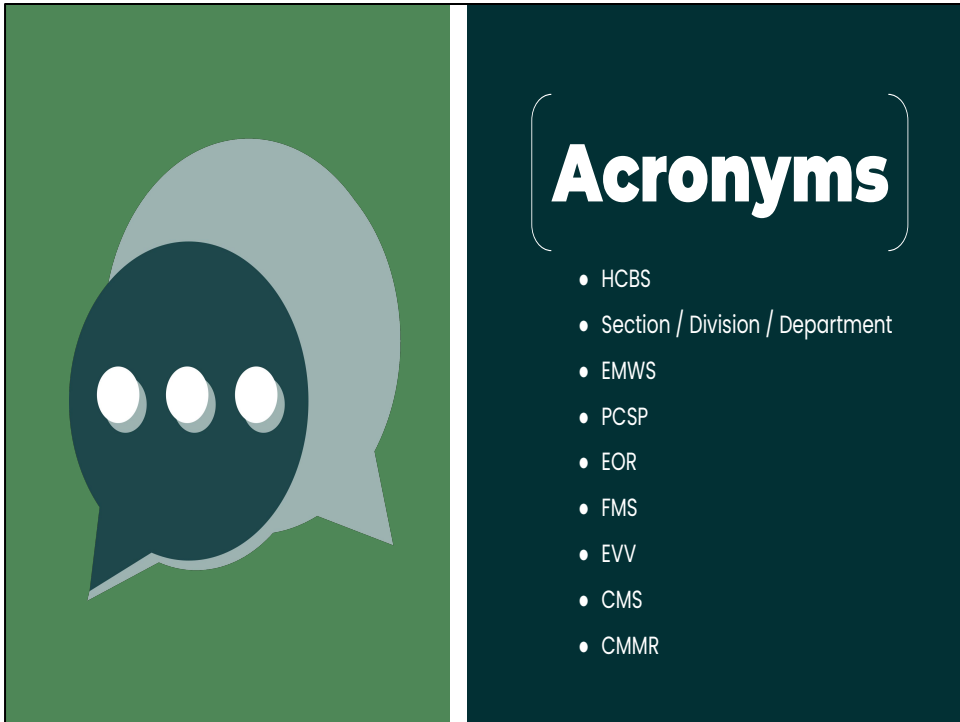 Acronyms
• HCBS
• Section / Division / Department
• EMWS
• PCSP
• EOR
• FMS
• EVV
• CMS
• CMMR